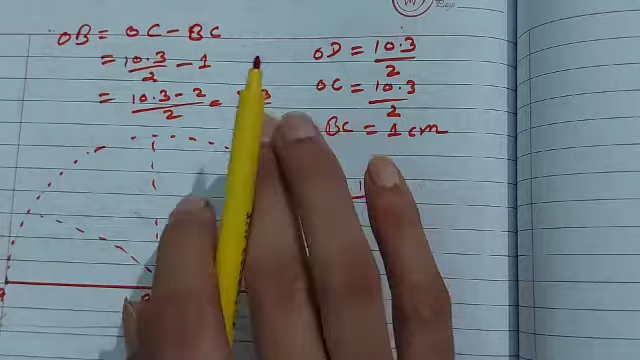 OB = OC - BC
= 10.3/2 - 1
= 10.3 - 2/2 =
OD = 10.3/2
OC = 10.3/2
BC = 1 cm